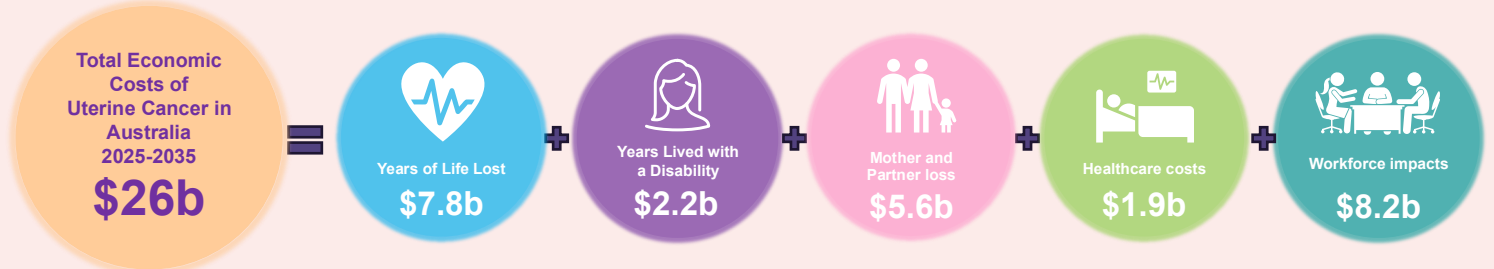 Total Economic
Costs of
Uterine Cancer in
Australia
2025-2035
$26b
Years of Life Lost
$7.8b
Years Lived with
a Disability
$2.2b
Mother and
Partner loss
$5.6b
Healthcare costs
$1.9b
Workforce impacts
$8.2b